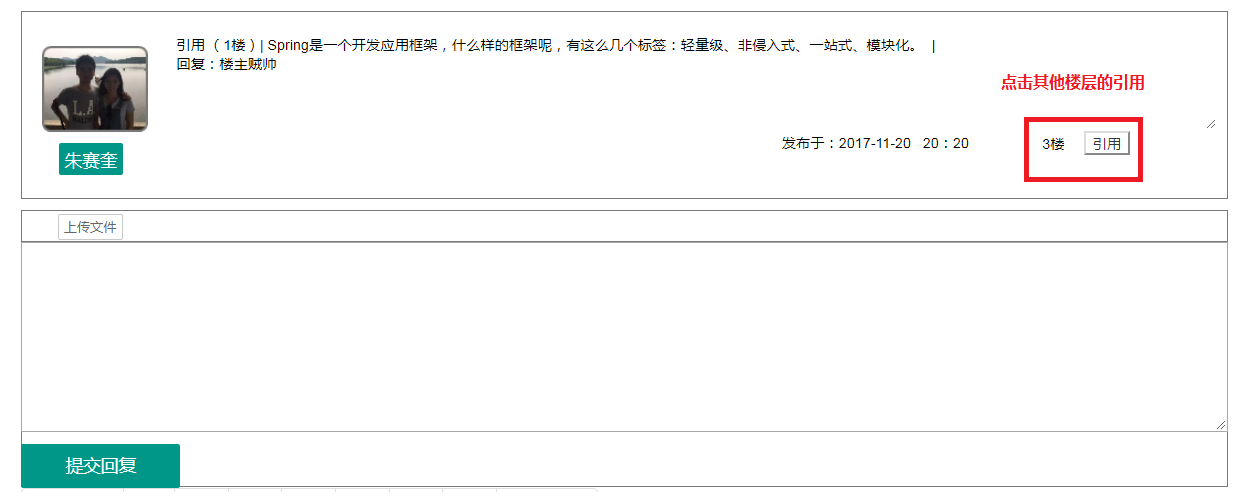 引用 （ 1楼 ）| Spring是一个开发应用框架，什么样的框架呢，有这么几个标签：轻量级、非侵入式、一站式、模块化。 |
回复：楼主贼帅
点击其他楼层的引用
发布于：2017-11-20 20：20 3楼 引用
朱赛奎
上传文件
提交回复